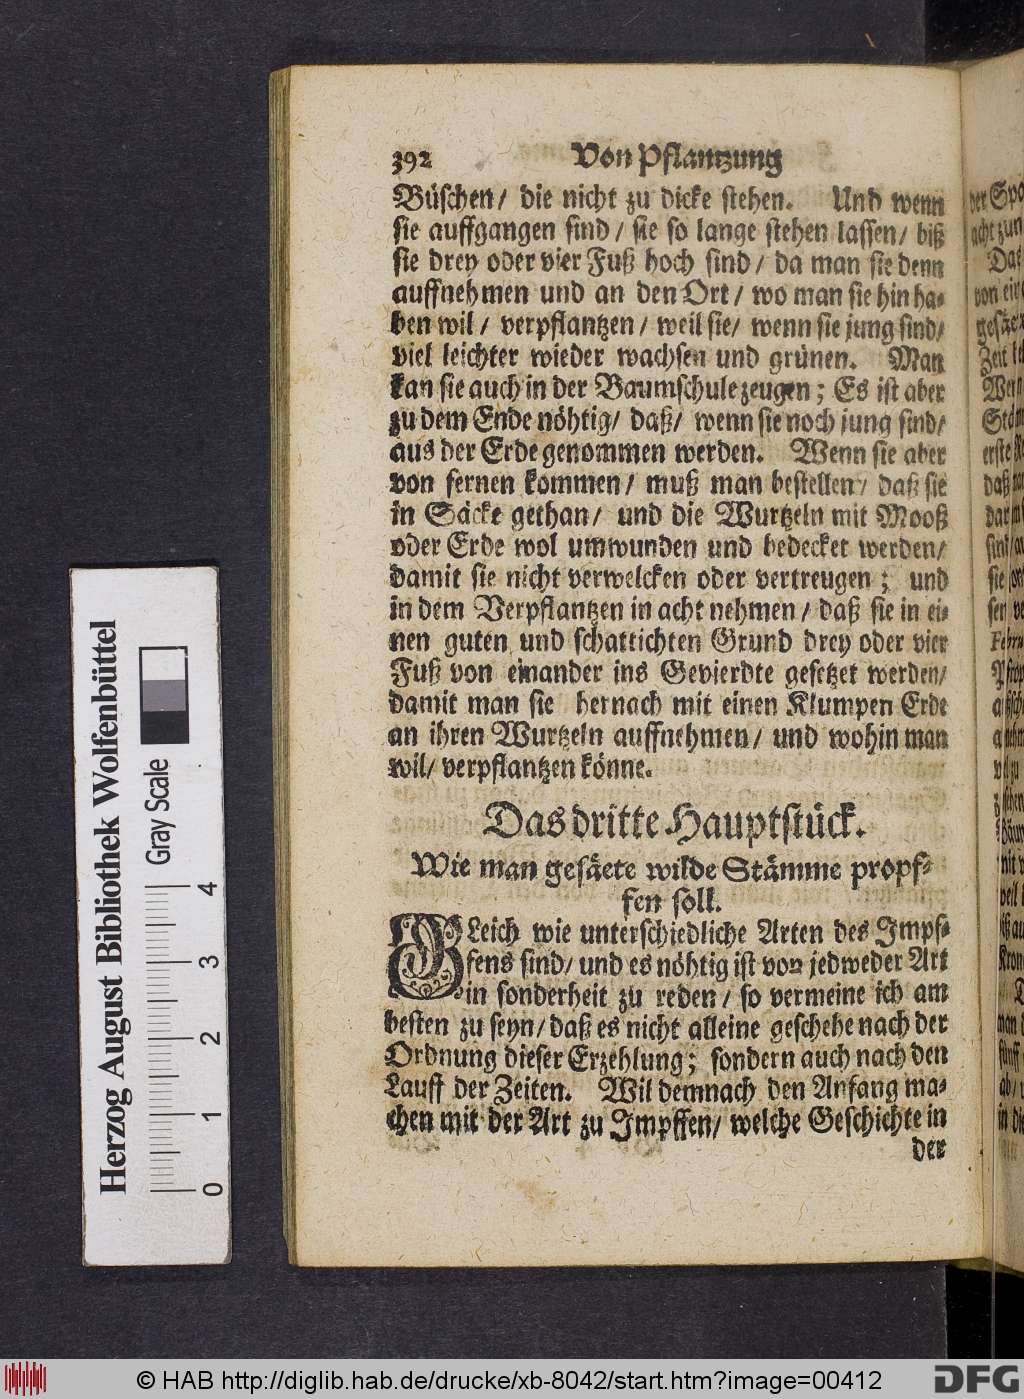 392 Von Pflantzung
Büschen/ die nicht zu dicke stehen. Und wenn
sie auffgangen sind/ sie so lange stehen lassen/ biß
sie drey oder vier Fuß hoch sind/ da man sie denn
auffnehmen und an den Ort/ wo man sie hin ha-
ben wil/ verpflantzen/ weil sie/ wenn sie jung sind/
viel leichter wieder wachsen und grünen. Man
kan sie auch in der Baumschule zeugen; Es ist aber
zu dem Ende nöhtig/ daß/ wenn sie noch jung sind/
aus der Erde genommen werden. Wenn sie aber
von fernen kommen/ muß man bestellen/ daß sie
in Säcke gethan/ und die Wurtzeln mit Mooß
oder Erde wol umwunden und bedecket werden/
damit sie nicht verwelcken oder vertreugen; und
in dem Verpflantzen in acht nehmen/ daß sie in ei-
nen guten und schattichten Grund drey oder vier
Fuß von einander ins Gevierdte gesetzet werden/
damit man sie hernach mit einen Klumpen Erde
an ihren Wurtzeln auffnehmen/ und wohin man
wil/ verpflantzen könne.
Das dritte Hauptstück.
Wie man gesäete wilde Stämme propf-
fen soll.
GLeich wie unterschiedliche Arten des Impf-
fens sind/ und es nöhtig ist von jedweder Art
in sonderheit zu reden/ so vermeine ich am
besten zu seyn/ daß es nicht alleine geschehe nach der
Ordnung dieser Erzehlung; sondern auch nach den
Lauff der Zeiten. Wil demnach den Anfang ma-
chen mit der Art zu Impffen/ welche Geschichte in
der
Herzog August Bibliothek Wolfenbüttel
Gray Scale
0 1 2 3 4
© HAB http://diglib.hab.de/drucke/xb-8042/start.htm?image=00412
DFG